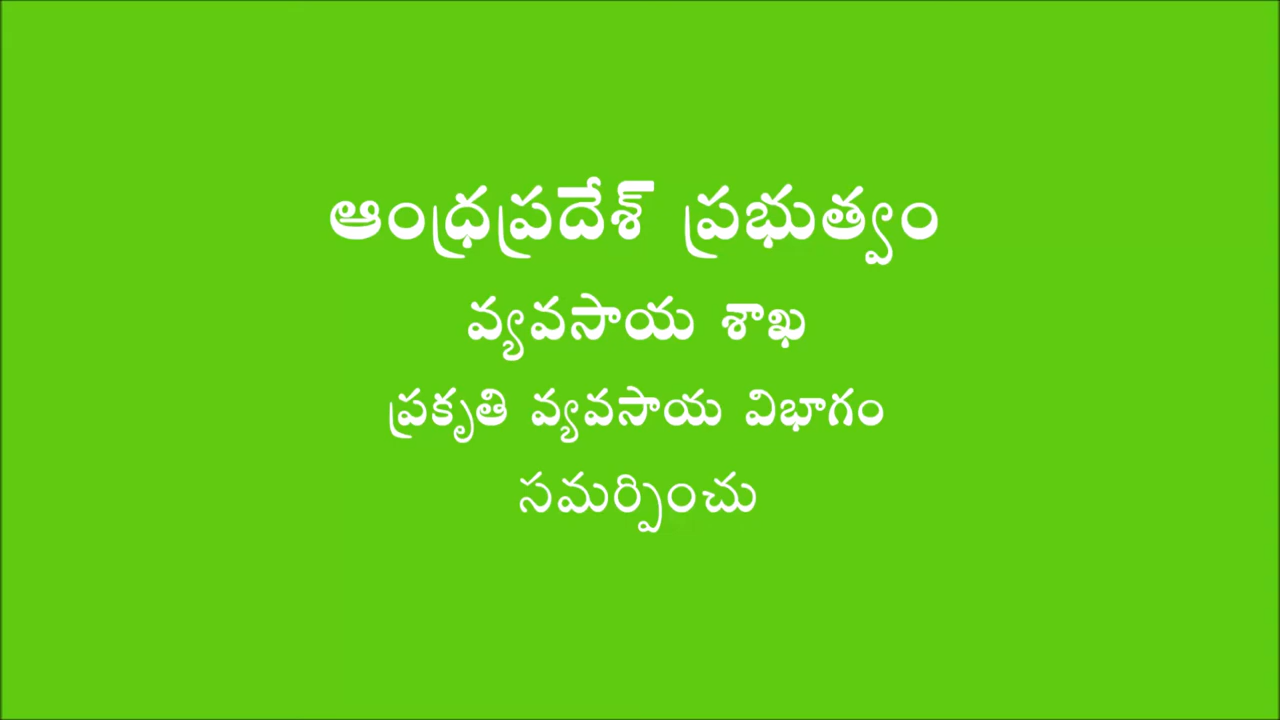 ఆంధ్రప్రదేశ్ ప్రభుత్వం
వ్యవసాయ శాఖ
ప్రకృతి వ్యవసాయ విభాగం
సమర్పించు